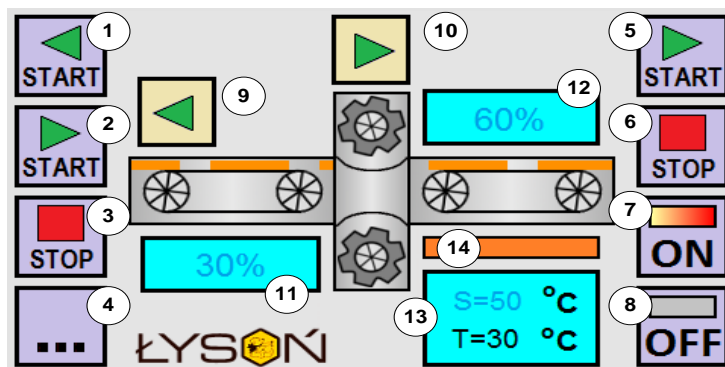 1
START
2
START
3
STOP
4
...
9
10
11
30%
ŁYSOŃ
12
60%
14
13
S=50 °C
T=30 °C
5
START
6
STOP
7
ON
8
OFF